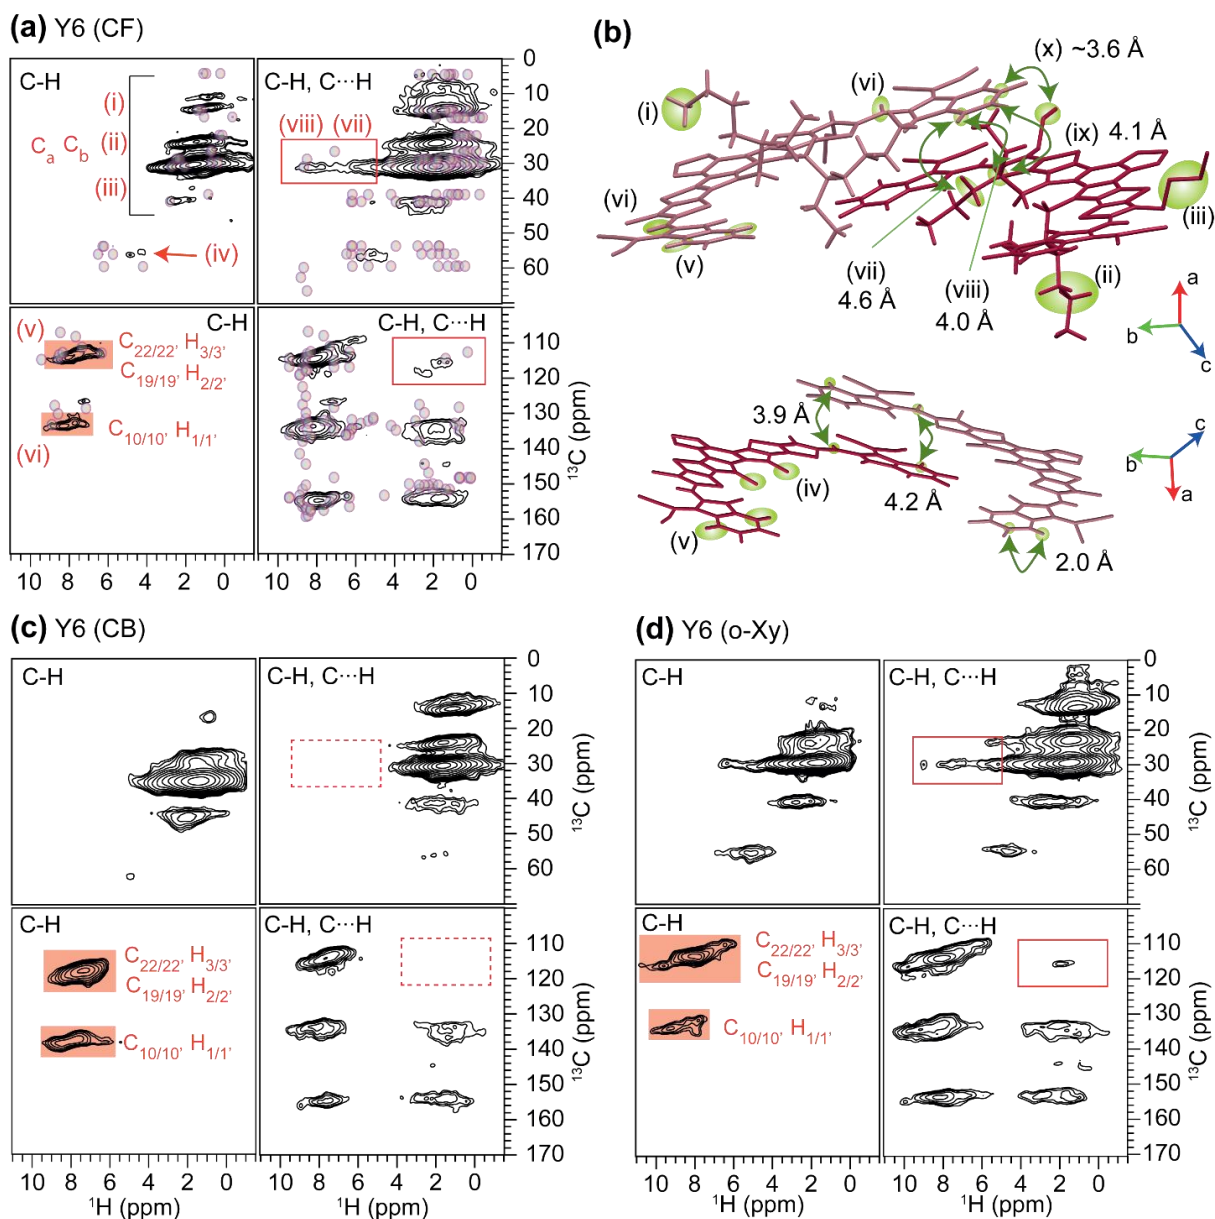 (a) Y6 (CF)
C-H
C-H, C···H
(i)
(ii)
(iii)
Ca Cb
(iv)
(viii) (vii)
0
10
20
30
40
50
60
(v)
C-H
C22/22', H3/3'
C19/19', H2/2'
C10/10', H1/1'
(vi)
C-H, C···H
110
120
130
140
150
160
170
13C (ppm)
10 8 6 4 2 0
10 8 6 4 2 0
(b)
(x) ~3.6 Å
(i)
(vi)
(ix) 4.1 Å
(vi)
(v)
(iii)
(vii)
4.6 Å
(viii)
4.0 Å
(ii)
a
b
c
3.9 Å
(iv)
4.2 Å
(v)
2.0 Å
c
b
a
(c) Y6 (CB)
C-H
C-H, C···H
0
10
20
30
40
50
60
13C (ppm)
C-H
C22/22', H3/3'
C19/19', H2/2'
C10/10', H1/1'
C-H, C···H
110
120
130
140
150
160
170
13C (ppm)
10 8 6 4 2 0
10 8 6 4 2 0
1H (ppm)
1H (ppm)
(d) Y6 (o-Xy)
C-H
C-H, C···H
0
10
20
30
40
50
60
13C (ppm)
C-H
C22/22', H3/3'
C19/19', H2/2'
C10/10', H1/1'
C-H, C···H
110
120
130
140
150
160
170
13C (ppm)
10 8 6 4 2 0
10 8 6 4 2 0
1H (ppm)
1H (ppm)